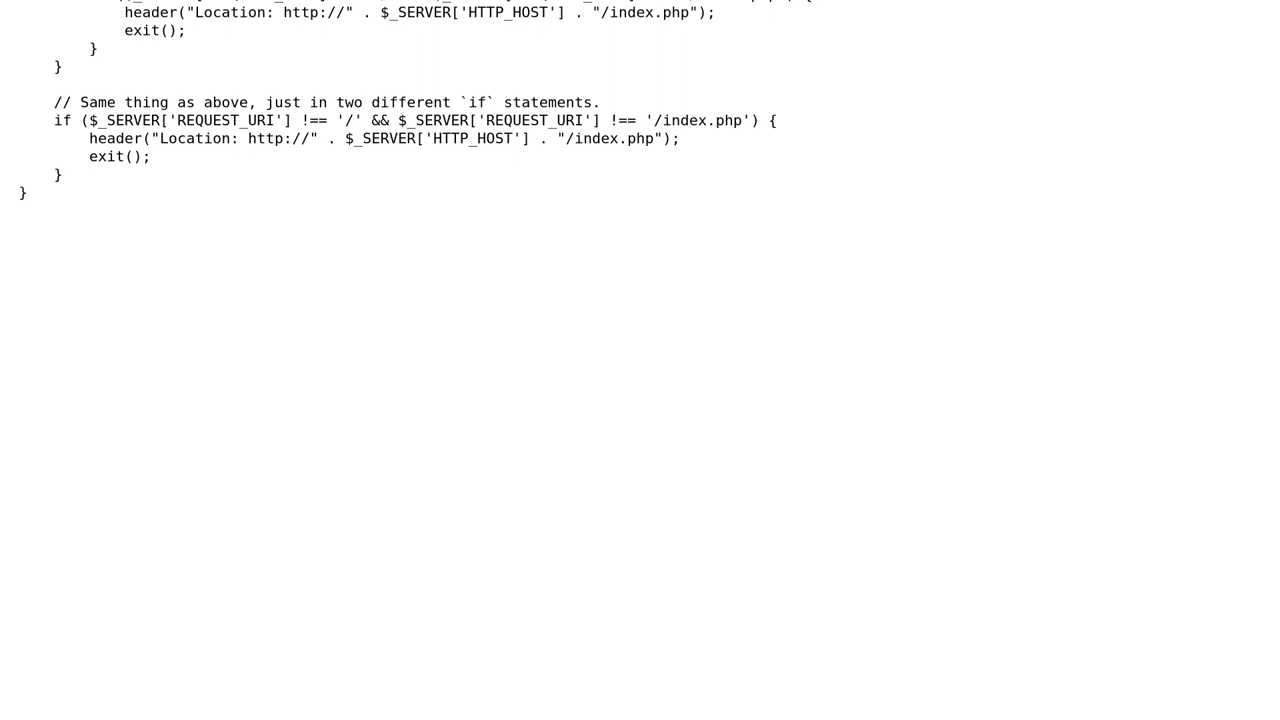 header("Location: http://" . $_SERVER['HTTP_HOST'] . "/index.php");
exit();
}
}
// Same thing as above, just in two different `if` statements.
if ($_SERVER['REQUEST_URI'] !== '/' && $_SERVER['REQUEST_URI'] !== '/index.php') {
header("Location: http://" . $_SERVER['HTTP_HOST'] . "/index.php");
exit();
}
}